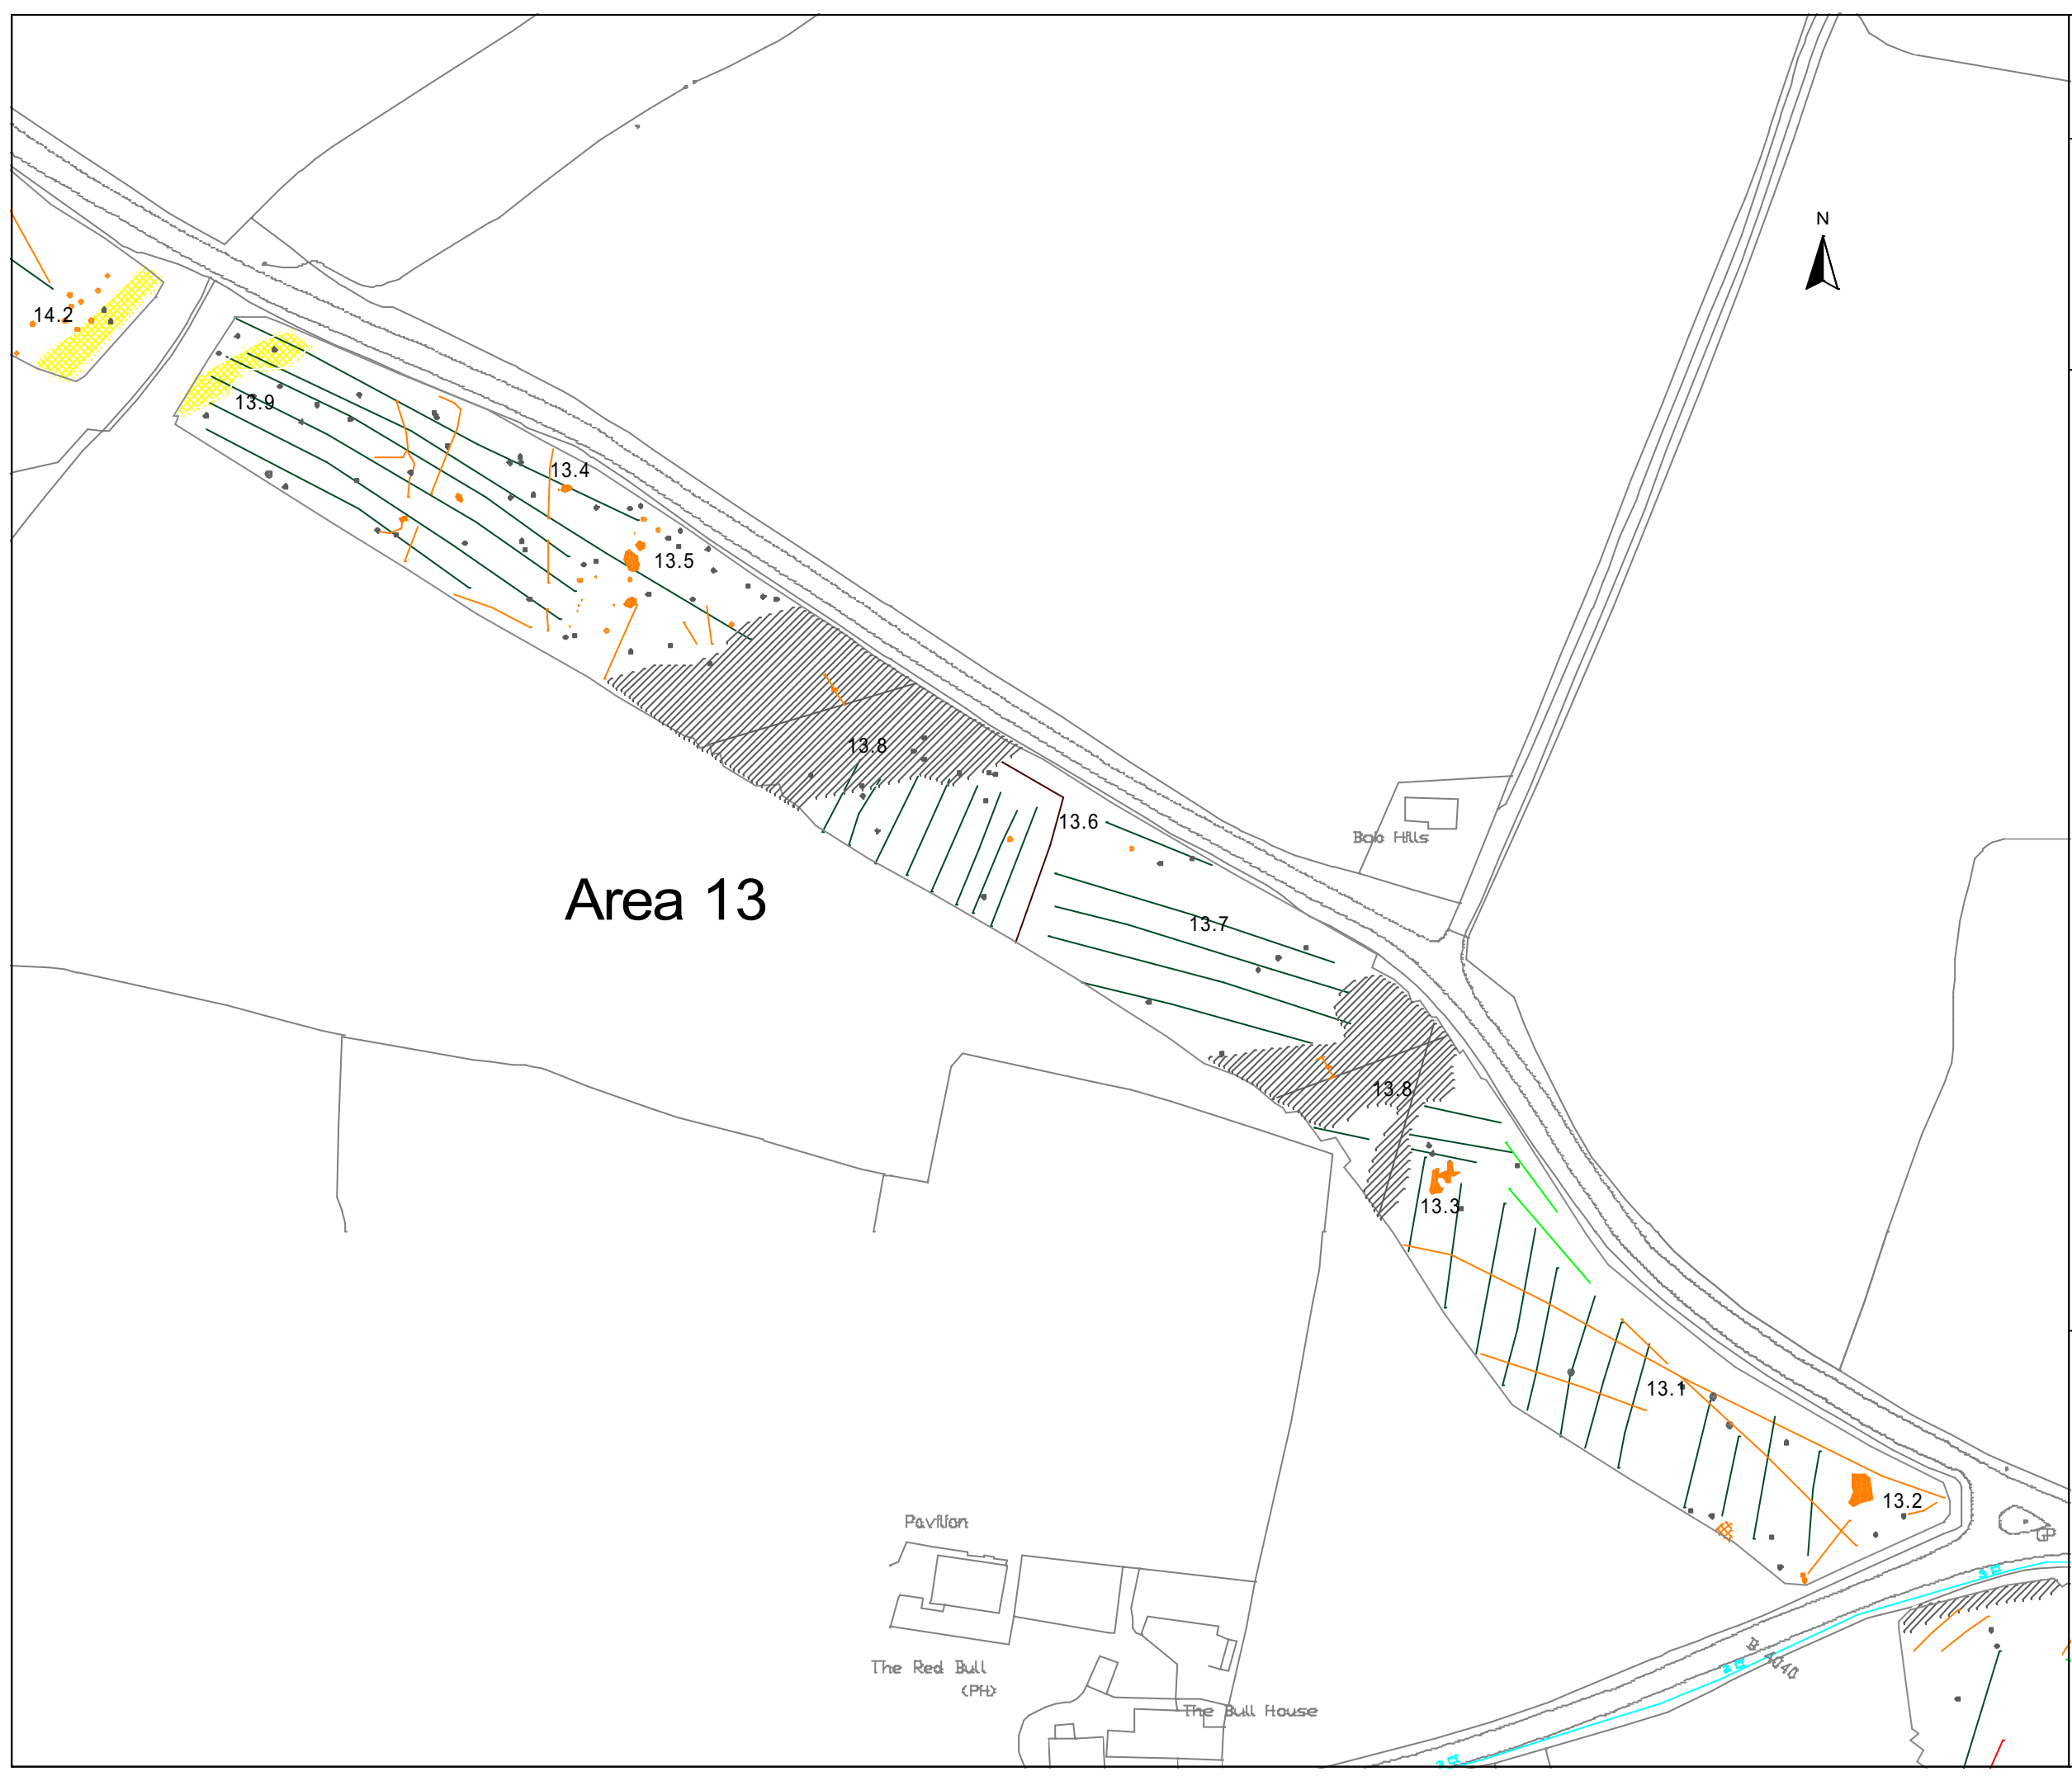 N
14.2
13.9
13.4
13.5
13.8
13.6
Bob Hills
Area 13
13.7
13.8
13.3
13.1
13.2
Pavilion
GP
The Red Bull
(PH)
B 4040
The Bull House